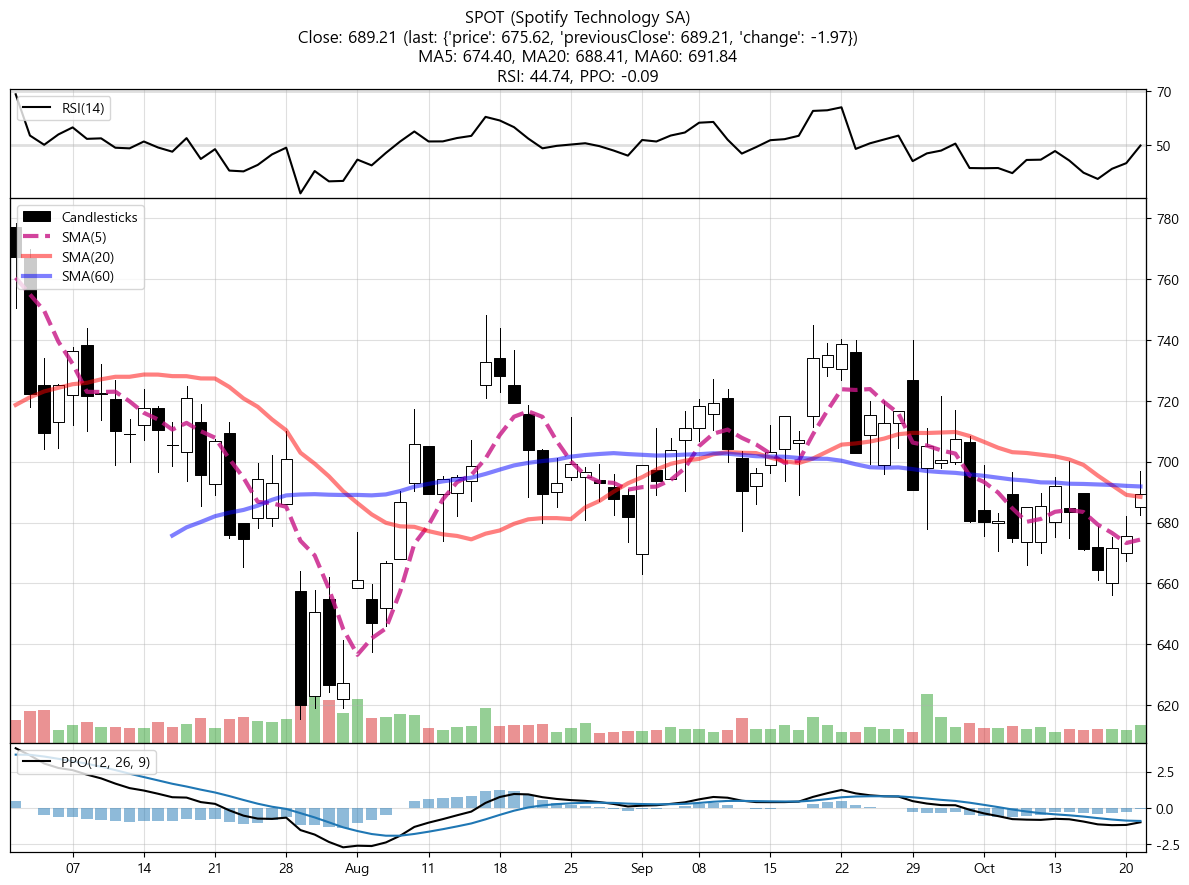 SPOT (Spotify Technology SA)
Close: 689.21 (last: {'price': 675.62, 'previousClose': 689.21, 'change': -1.97})
MA5: 674.40, MA20: 688.41, MA60: 691.84
RSI: 44.74, PPO: -0.09
RSI(14)
70
50
Candlesticks
SMA(5)
SMA(20)
SMA(60)
780
760
740
720
700
680
660
640
620
PPO(12, 26, 9)
2.5
0.0
-2.5
07 14 21 28 Aug 11 18 25 Sep 08 15 22 29 Oct 13 20